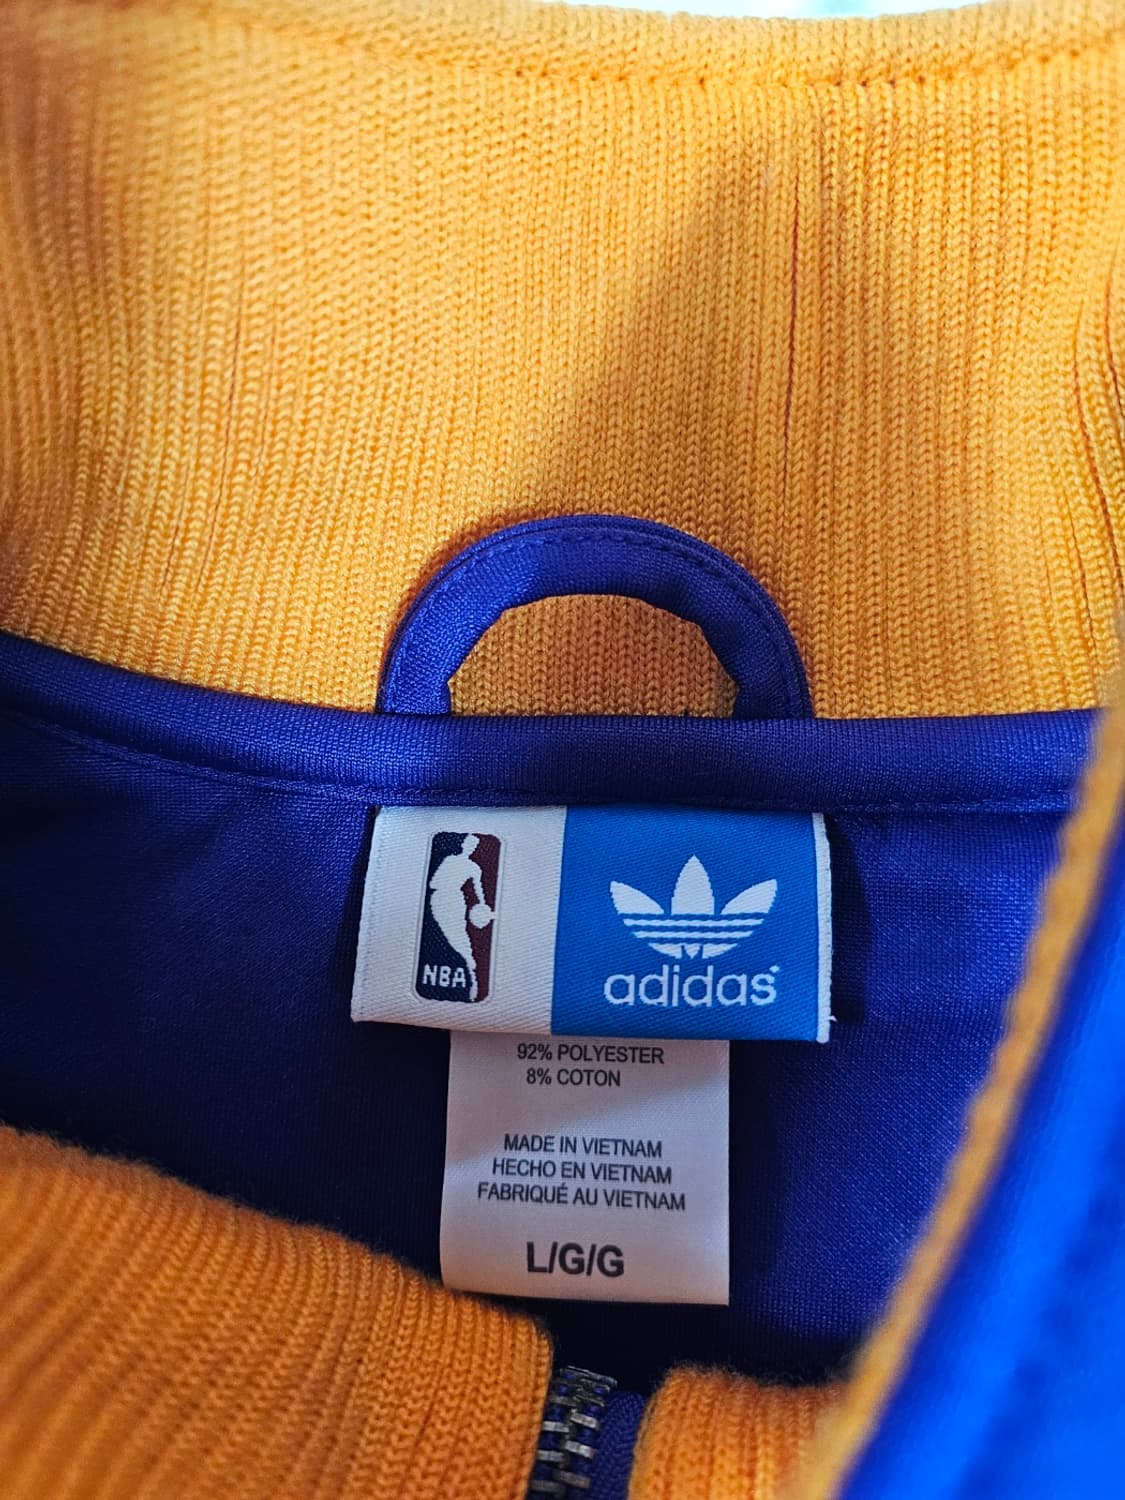 NBA
adidas
92% POLYESTER
8% COTON
MADE IN VIETNAM
HECHO EN VIETNAM
FABRIQUÉ AU VIETNAM
L/G/G